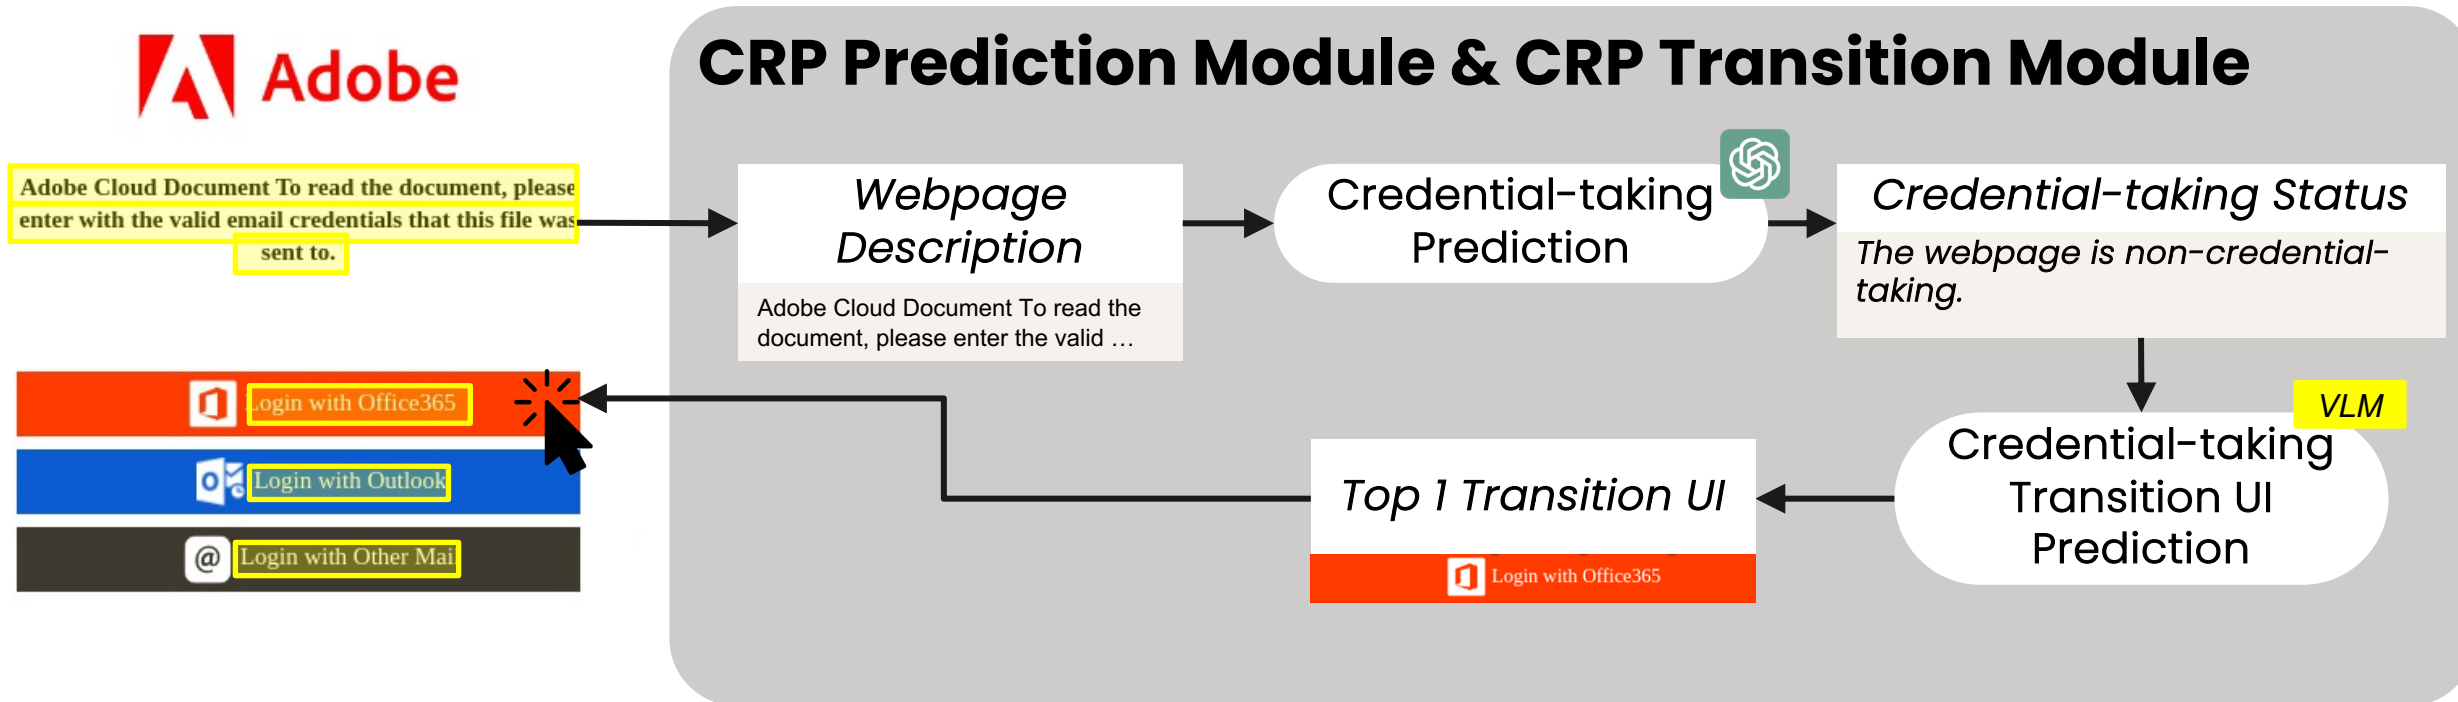 CRP Prediction Module & CRP Transition Module
Adobe
Adobe Cloud Document To read the document, please
enter with the valid email credentials that this file was
sent to.
Webpage
Description
Adobe Cloud Document To read the
document, please enter the valid ...
Credential-taking
Prediction
Credential-taking Status
The webpage is non-credential-
taking.
VLM
Credential-taking
Transition UI
Prediction
Top 1 Transition UI
Login with Office365
Login with Office365
Login with Outlook
@ Login with Other Mai